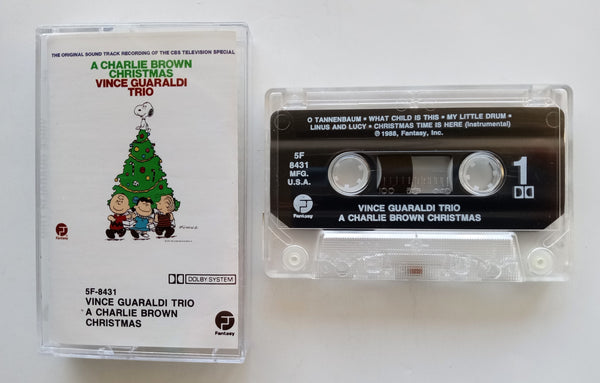 THE ORIGINAL SOUND TRACK RECORDING OF THE CBS TELEVISION SPECIAL
A CHARLIE BROWN
CHRISTMAS
VINCE GUARALDI
TRIO
Fantasy
DOLBY SYSTEM
5F-8431
VINCE GUARALDI TRIO
A CHARLIE BROWN
CHRISTMAS
Fantasy
O TANNENBAUM • WHAT CHILD IS THIS • MY LITTLE DRUM •
LINUS AND LUCY • CHRISTMAS TIME IS HERE (Instrumental)
℗ 1988, Fantasy, Inc.
5F
8431
MFG.
U.S.A.
1
Fantasy
VINCE GUARALDI TRIO
A CHARLIE BROWN CHRISTMAS